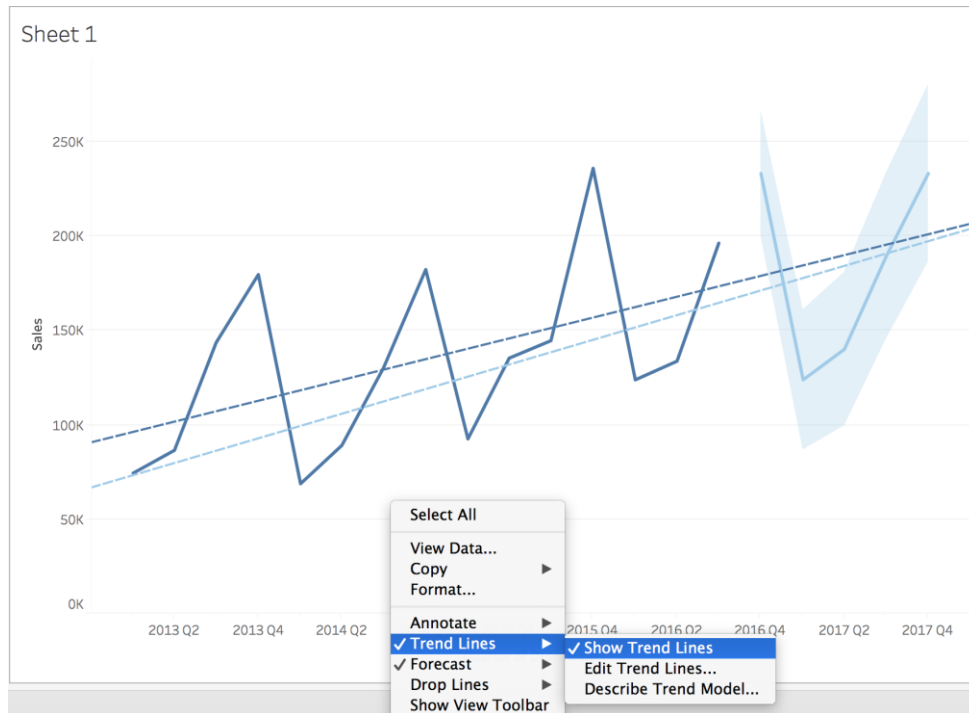 Sheet 1
250K
200K
150K
100K
50K
0K
Sales
2013 Q2 2013 Q4 2014 Q2 2015 Q4 2016 Q2 2016 Q4 2017 Q2 2017 Q4
Select All
View Data...
Copy
Format...
Annotate
Trend Lines
Forecast
Drop Lines
Show View Toolbar
Show Trend Lines
Edit Trend Lines...
Describe Trend Model...